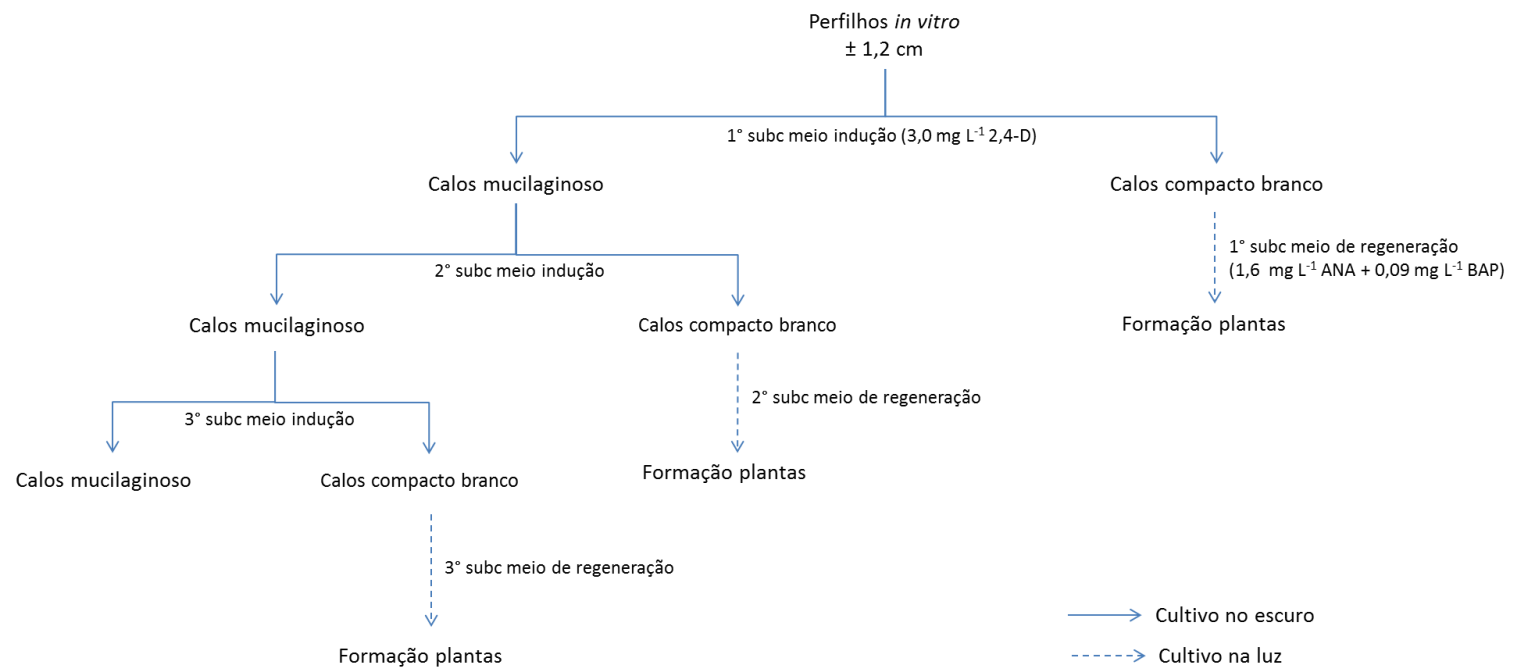 Perfilhos in vitro
± 1,2 cm
1° subc meio indução (3,0 mg L⁻¹ 2,4-D)
Calos mucilaginoso
Calos compacto branco
1° subc meio de regeneração
(1,6 mg L⁻¹ ANA + 0,09 mg L⁻¹ BAP)
2° subc meio indução
Calos mucilaginoso
Calos compacto branco
Formação plantas
2° subc meio de regeneração
3° subc meio indução
Calos mucilaginoso
Calos compacto branco
Formação plantas
3° subc meio de regeneração
Formação plantas
Cultivo no escuro
Cultivo na luz